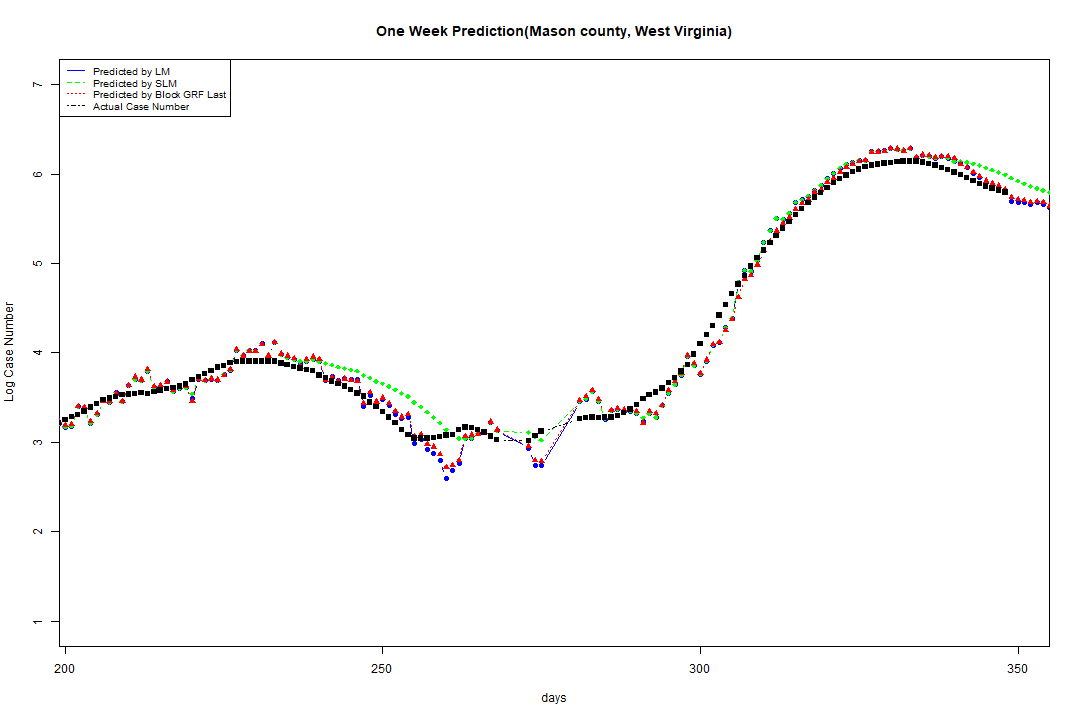 One Week Prediction(Mason county, West Virginia)
Predicted by LM
Predicted by SLM
Predicted by Block GRF Last
Actual Case Number
7
6
5
4
3
2
1
Log Case Number
200
250
300
350
days